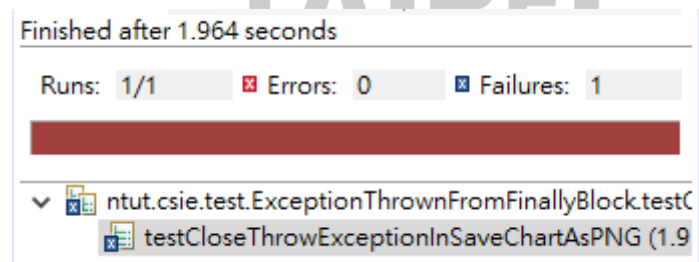 Finished after 1.964 seconds
Runs: 1/1 Errors: 0 Failures: 1
ntut.csie.test.ExceptionThrownFromFinallyBlock.testC
testCloseThrowExceptionInSaveChartAsPNG (1.9